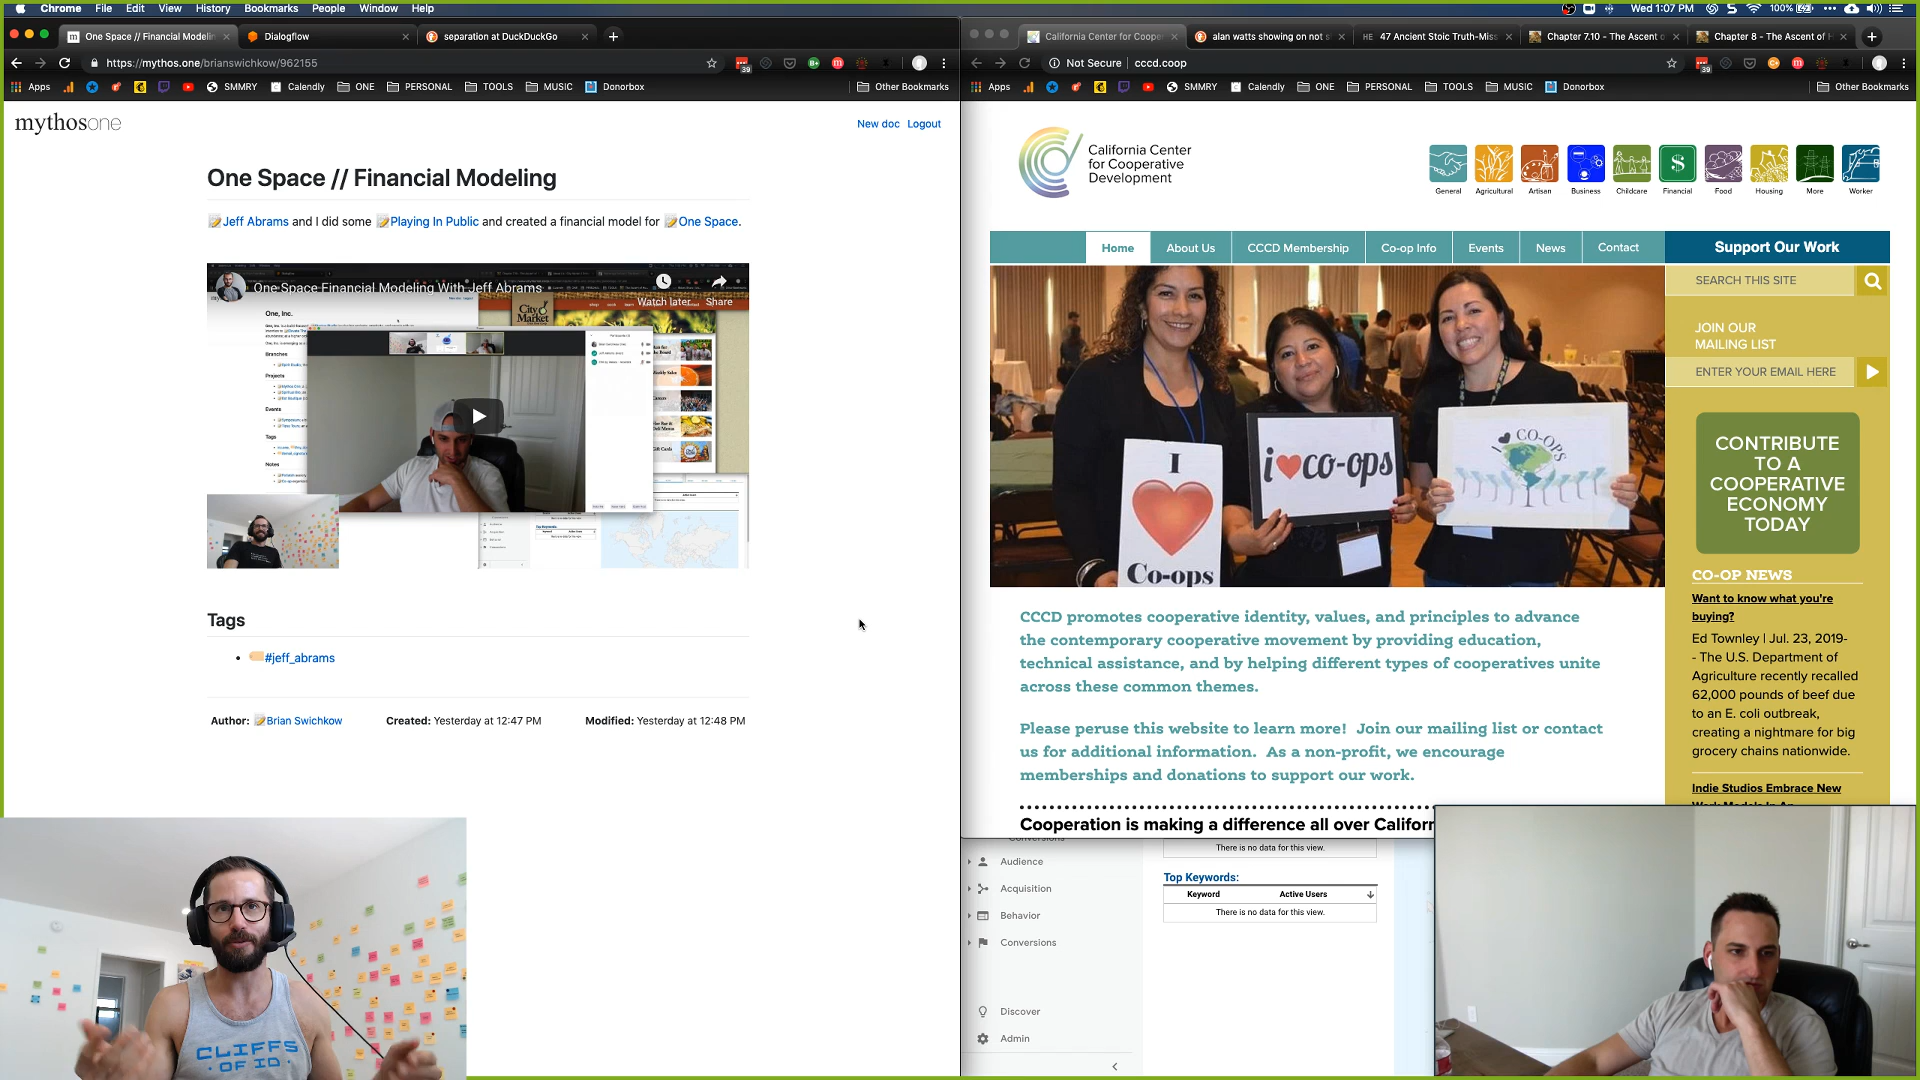 Chrome File Edit View History Bookmarks People Window Help
Wed 1:07 PM 100%
One Space // Financial Modelin
Dialogflow
separation at DuckDuckGo
https://mythos.one/brianswichkow/962155
Apps SMMRY Calendly ONE PERSONAL TOOLS MUSIC Donorbox Other Bookmarks
mythosone
New doc Logout
One Space // Financial Modeling
Jeff Abrams and I did some Playing In Public and created a financial model for One Space.
One Space Financial Modeling With Jeff Abrams
Watch later
Share
One, Inc.
Branches
Projects
Events
Tags
Notes
City Market
Tags
#jeff_abrams
Author: Brian Swichkow Created: Yesterday at 12:47 PM Modified: Yesterday at 12:48 PM
CLIFFS
OF ID
California Center for Coope
alan watts showing on not s
HE 47 Ancient Stoic Truth-Miss
Chapter 7.10 - The Ascent o
Chapter 8 - The Ascent of H
Not Secure cccd.coop
Apps SMMRY Calendly ONE PERSONAL TOOLS MUSIC Donorbox Other Bookmarks
California Center
for Cooperative
Development
General Agricultural Artisan Business Childcare Financial Food Housing More Worker
Home About Us CCCD Membership Co-op Info Events News Contact Support Our Work
SEARCH THIS SITE
JOIN OUR
MAILING LIST
ENTER YOUR EMAIL HERE
I
Co-ops
i co-ops
I CO-OPS
CONTRIBUTE
TO A
COOPERATIVE
ECONOMY
TODAY
CO-OP NEWS
Want to know what you're
buying?
Ed Townley | Jul. 23, 2019-
- The U.S. Department of
Agriculture recently recalled
62,000 pounds of beef due
to an E. coli outbreak,
creating a nightmare for big
grocery chains nationwide.
Indie Studios Embrace New
CCCD promotes cooperative identity, values, and principles to advance
the contemporary cooperative movement by providing education,
technical assistance, and by helping different types of cooperatives unite
across these common themes.
Please peruse this website to learn more! Join our mailing list or contact
us for additional information. As a non-profit, we encourage
memberships and donations to support our work.
Cooperation is making a difference all over Califor
Audience
Acquisition
Behavior
Conversions
Discover
Admin
There is no data for this view.
Top Keywords:
Keyword Active Users
There is no data for this view.